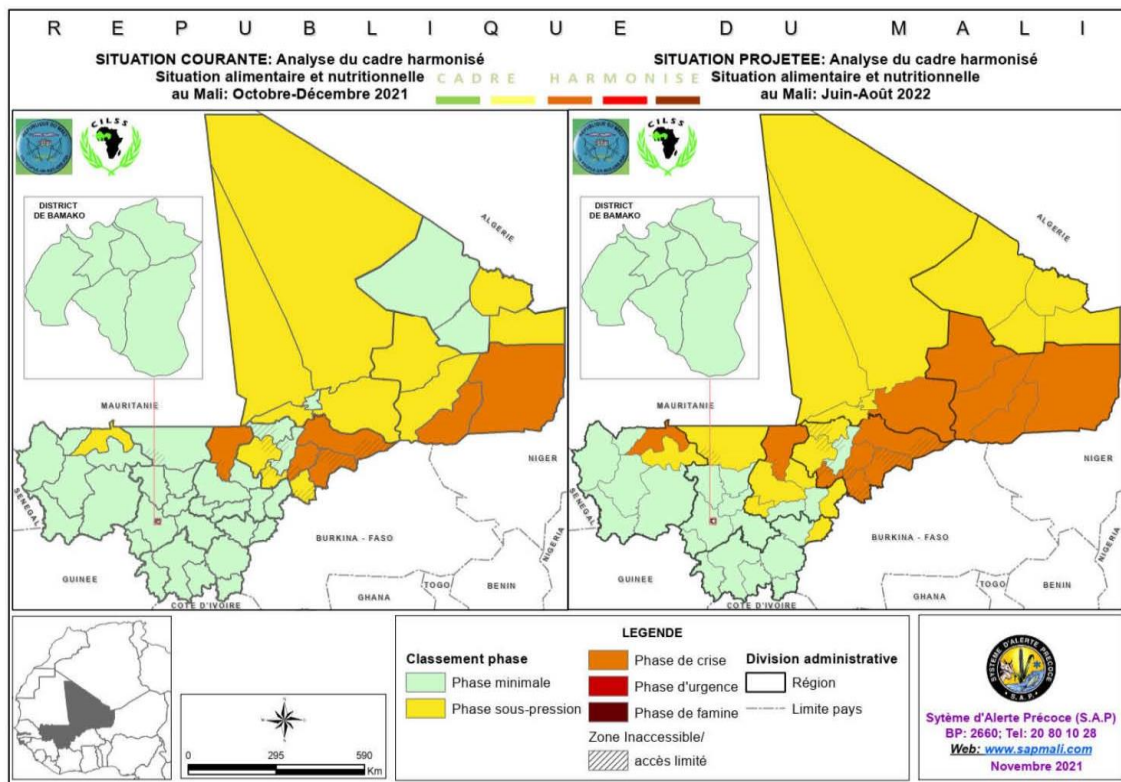 R E P U B L I Q U E D U M A L I
SITUATION COURANTE: Analyse du cadre harmonisé
Situation alimentaire et nutritionnelle
au Mali: Octobre-Décembre 2021
CADRE HARMONISE
SITUATION PROJETEE: Analyse du cadre harmonisé
Situation alimentaire et nutritionnelle
au Mali: Juin-Août 2022
CILSS
DISTRICT
DE BAMAKO
ALGERIE
MAURITANIE
NIGER
SENEGAL
BURKINA - FASO
NIGERIA
GUINEE
TOGO
BENIN
GHANA
COTE D'IVOIRE
CILSS
DISTRICT
DE BAMAKO
ALGERIE
MAURITANIE
NIGER
SENEGAL
BURKINA - FASO
NIGERIA
GUINEE
TOGO
BENIN
GHANA
COTE D'IVOIRE
0 295 590
Km
LEGENDE
Classement phase
Phase minimale
Phase sous-pression
Phase de crise
Phase d'urgence
Phase de famine
Zone Inaccessible/
accès limité
Division administrative
Région
Limite pays
SYSTEME D'ALERTE PRÉCOCE
S.A.P
Sytème d'Alerte Précoce (S.A.P)
BP: 2660; Tel: 20 80 10 28
Web: www.sapmali.com
Novembre 2021